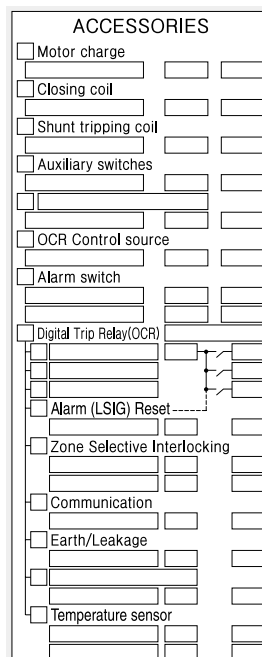 ACCESSORIES
Motor charge
Closing coil
Shunt tripping coil
Auxiliary switches
OCR Control source
Alarm switch
Digital Trip Relay(OCR)
Alarm (LSIG) Reset
Zone Selective Interlocking
Communication
Earth/Leakage
Temperature sensor